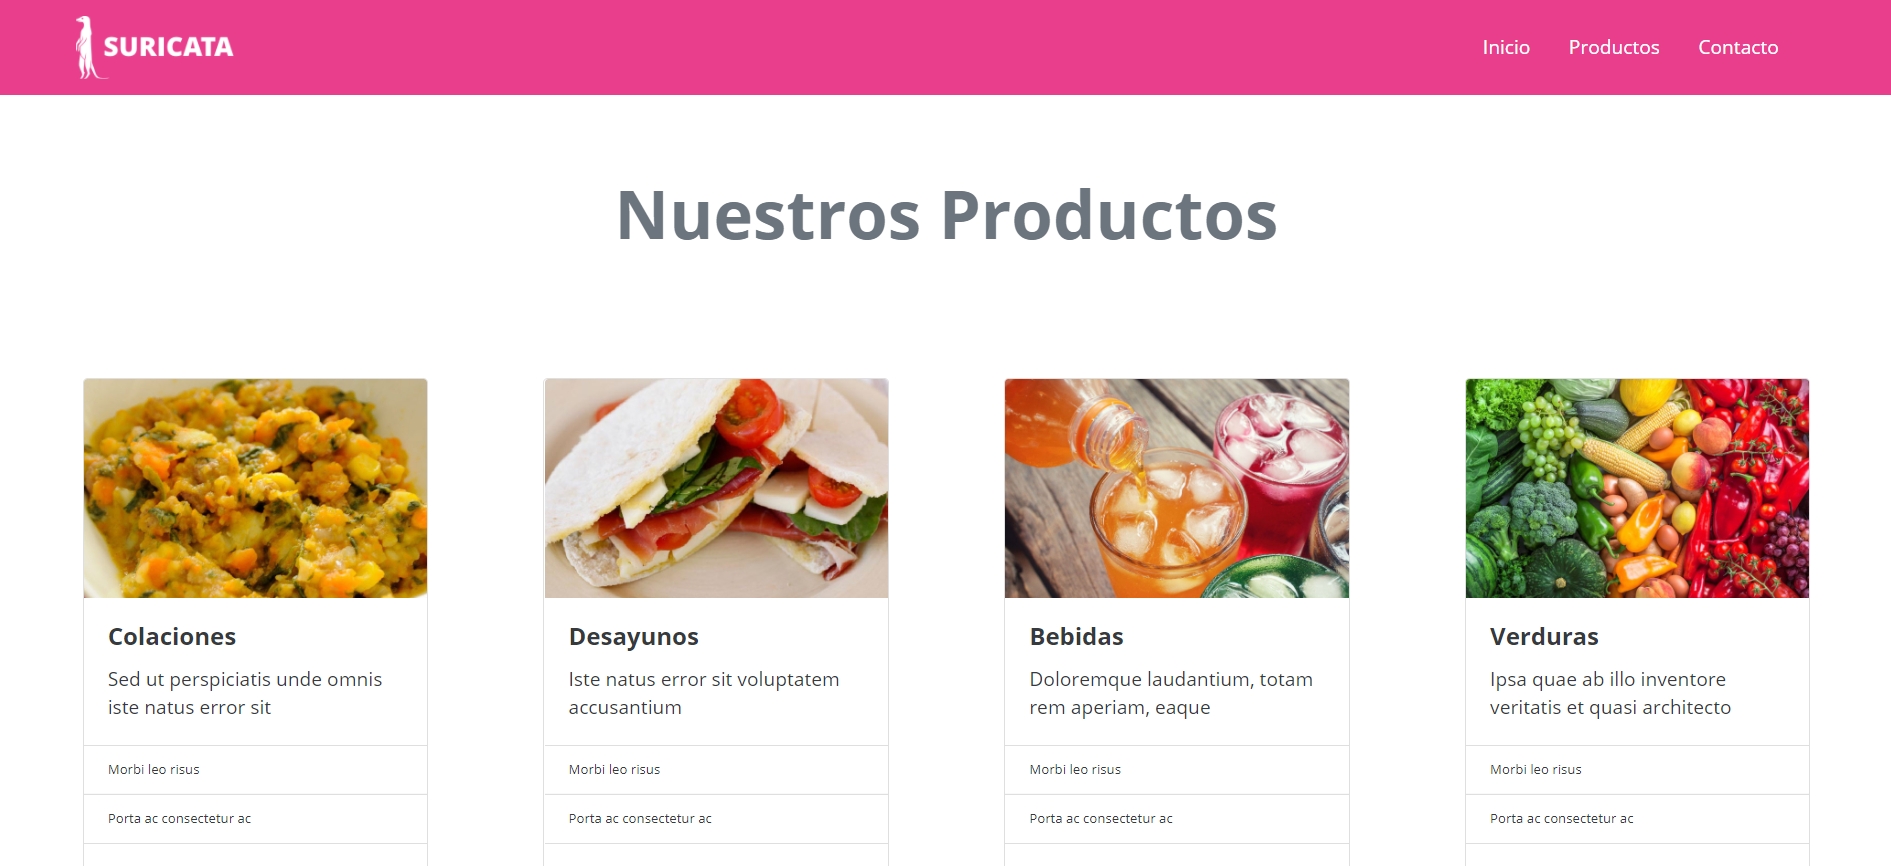 SURICATA
Inicio Productos Contacto
Nuestros Productos
Colaciones
Sed ut perspiciatis unde omnis
iste natus error sit
Morbi leo risus
Porta ac consectetur ac
Desayunos
Iste natus error sit voluptatem
accusantium
Morbi leo risus
Porta ac consectetur ac
Bebidas
Doloremque laudantium, totam
rem aperiam, eaque
Morbi leo risus
Porta ac consectetur ac
Verduras
Ipsa quae ab illo inventore
veritatis et quasi architecto
Morbi leo risus
Porta ac consectetur ac